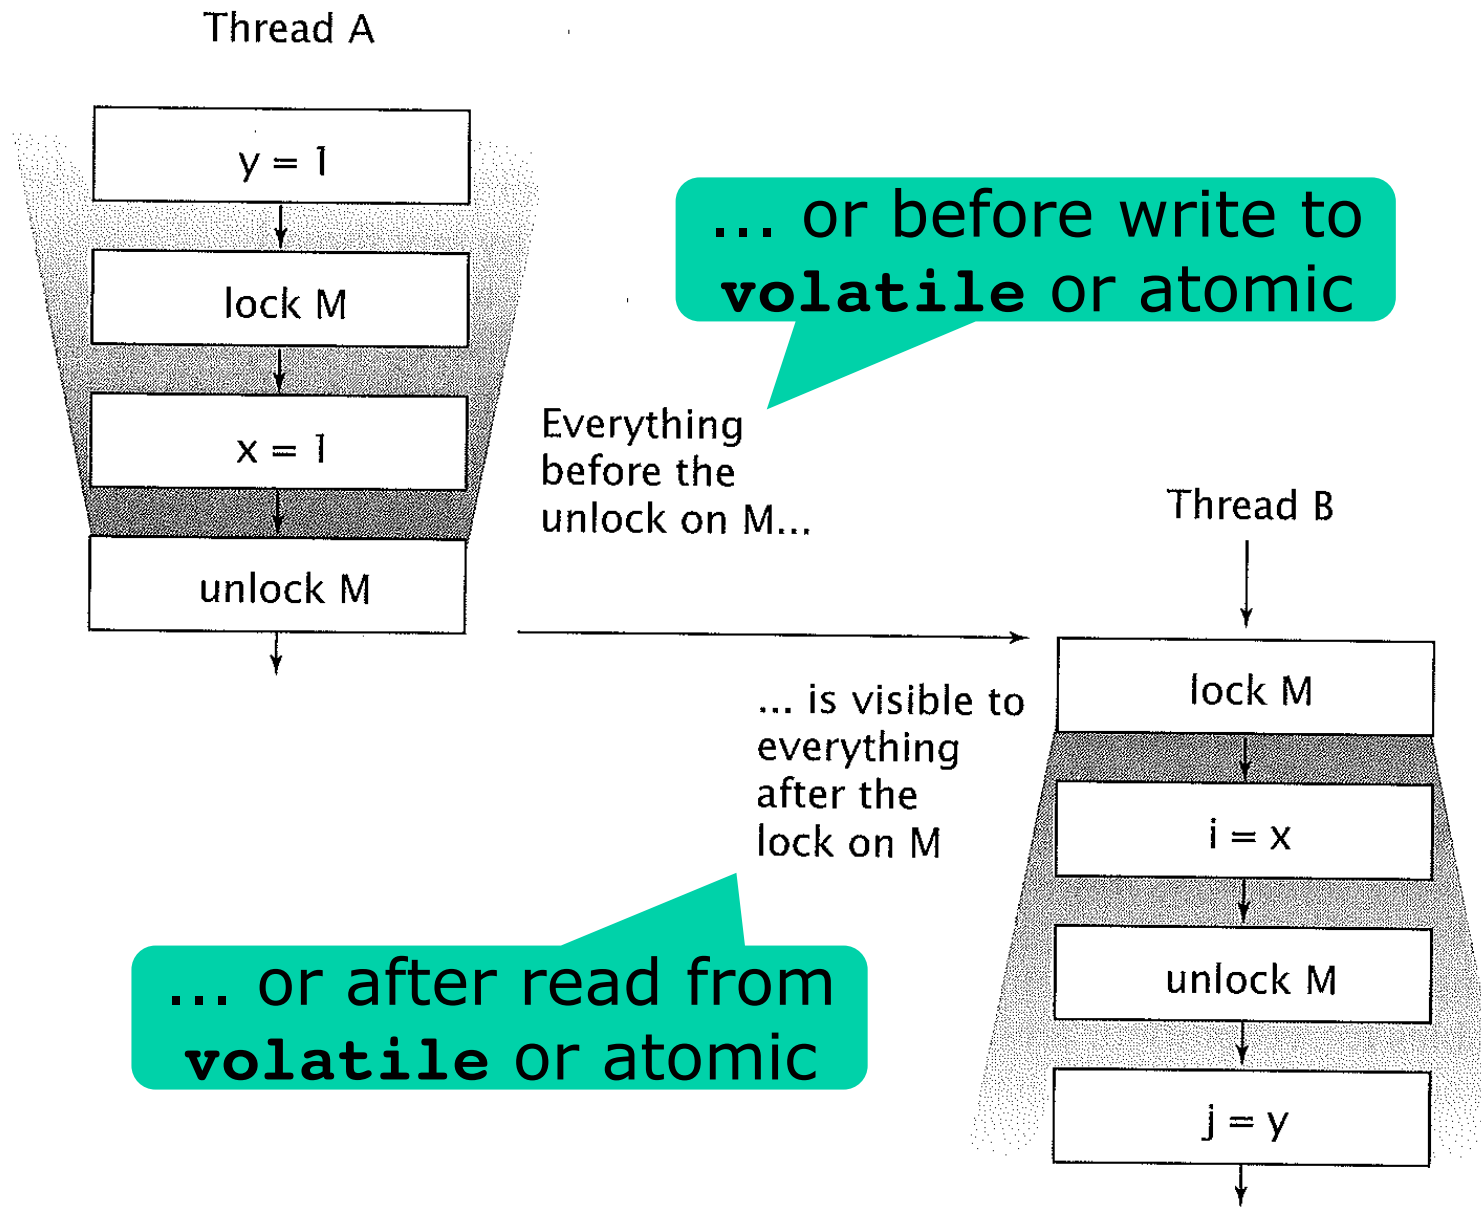 Thread A
y = 1
lock M
x = 1
unlock M
... or before write to
volatile or atomic
Everything
before the
unlock on M...
Thread B
... is visible to
everything
after the
lock on M
lock M
i = x
unlock M
j = y
... or after read from
volatile or atomic